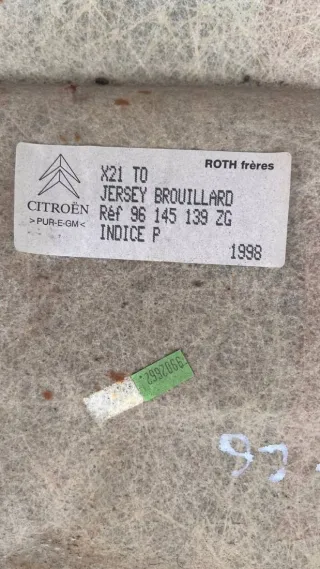 ROTH frères
X21 TO
JERSEY BROUILLARD
CITROËN
Réf 96 145 139 ZG
>PUR-E-GM<
INDICE P
1998